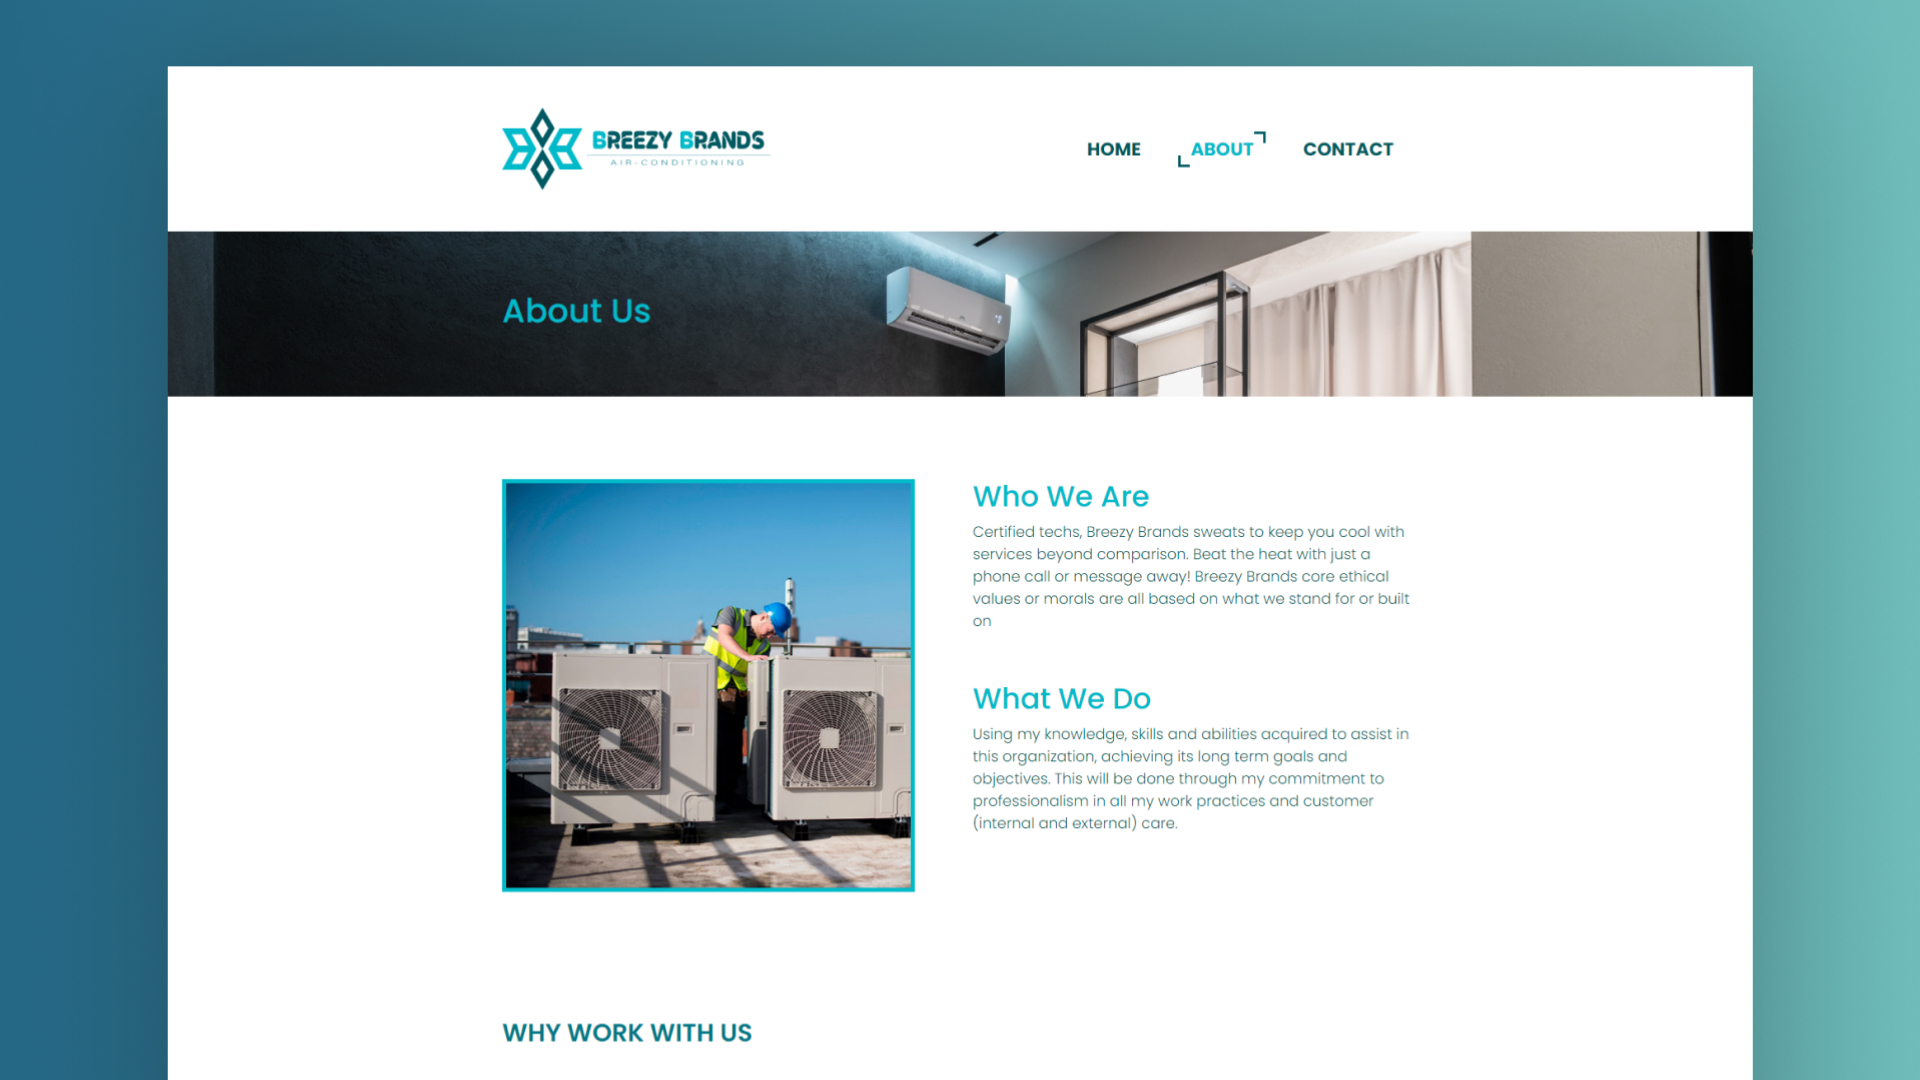 BREEZY BRANDS
AIR-CONDITIONING
HOME ABOUT CONTACT
About Us
Who We Are
Certified techs, Breezy Brands sweats to keep you cool with
services beyond comparison. Beat the heat with just a
phone call or message away! Breezy Brands core ethical
values or morals are all based on what we stand for or built
on
What We Do
Using my knowledge, skills and abilities acquired to assist in
this organization, achieving its long term goals and
objectives. This will be done through my commitment to
professionalism in all my work practices and customer
(internal and external) care.
WHY WORK WITH US